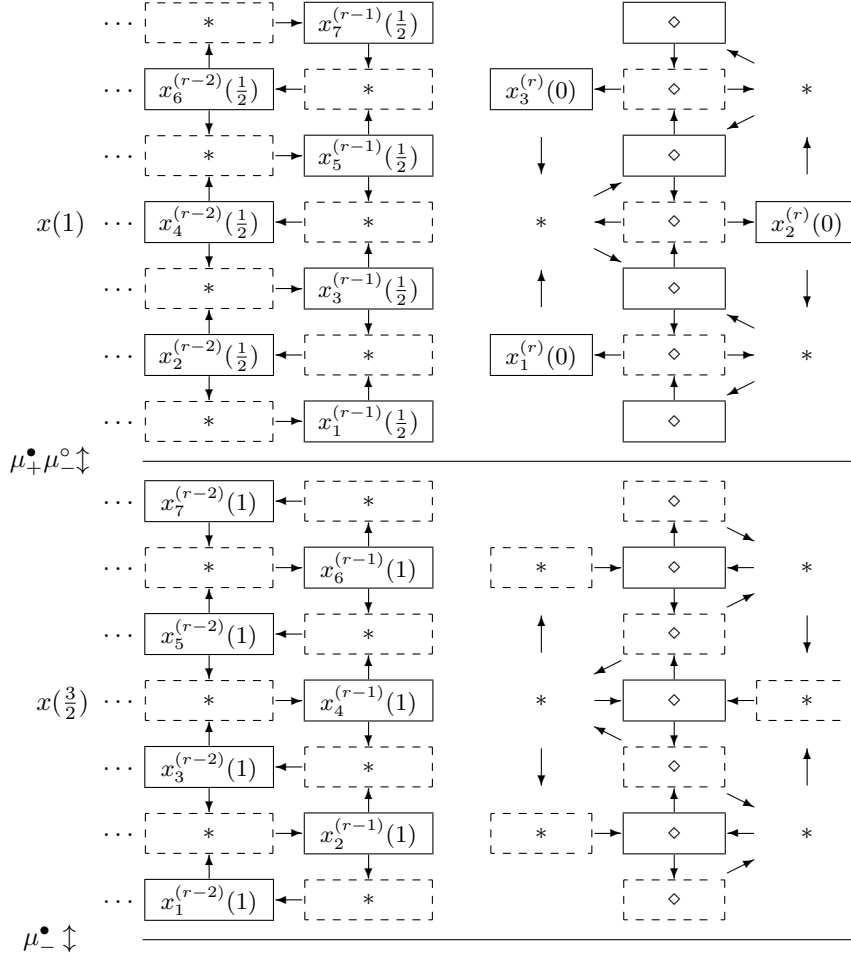 ⋯ * x_7^{(r-1)}(1/2) ⋄
⋯ x_6^{(r-2)}(1/2) * x_3^{(r)}(0) ⋄ *
⋯ * x_5^{(r-1)}(1/2)
x(1) ⋯ x_4^{(r-2)}(1/2) * * ⋄ x_2^{(r)}(0)
⋯ * x_3^{(r-1)}(1/2)
⋯ x_2^{(r-2)}(1/2) * x_1^{(r)}(0) ⋄ *
⋯ * x_1^{(r-1)}(1/2) ⋄
μ_+^• μ_-^∘ ↕
⋯ x_7^{(r-2)}(1) * ⋄
⋯ * x_6^{(r-1)}(1) * ⋄ *
⋯ x_5^{(r-2)}(1) * ⋄
x(3/2) ⋯ * x_4^{(r-1)}(1) * ⋄ *
⋯ x_3^{(r-2)}(1) * ⋄
⋯ * x_2^{(r-1)}(1) * ⋄ *
⋯ x_1^{(r-2)}(1) * ⋄
μ_-^• ↕